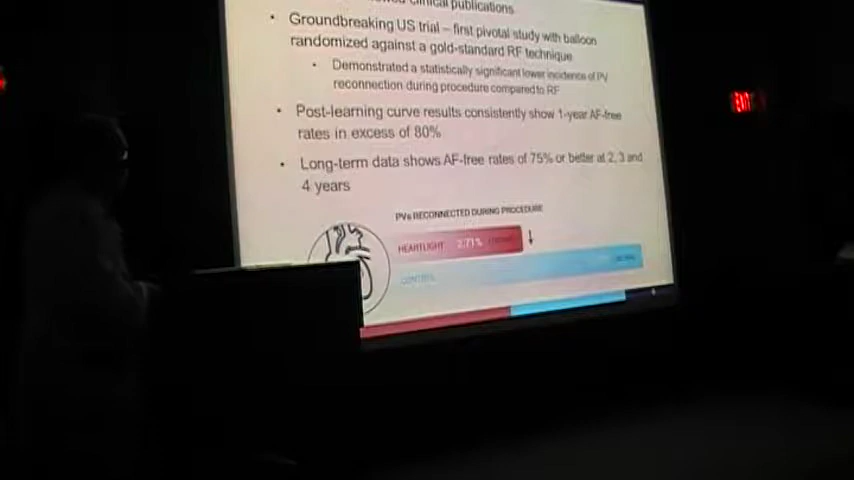 clinical publications
• Groundbreaking US trial – first pivotal study with balloon
randomized against a gold-standard RF technique
• Demonstrated a statistically significant lower incidence of PV
reconnection during procedure compared to RF
• Post-learning curve results consistently show 1-year AF-free
rates in excess of 80%
• Long-term data shows AF-free rates of 75% or better at 2, 3 and
4 years
PVs RECONNECTED DURING PROCEDURE
HEARTLIGHT 2.71%
CONTROL